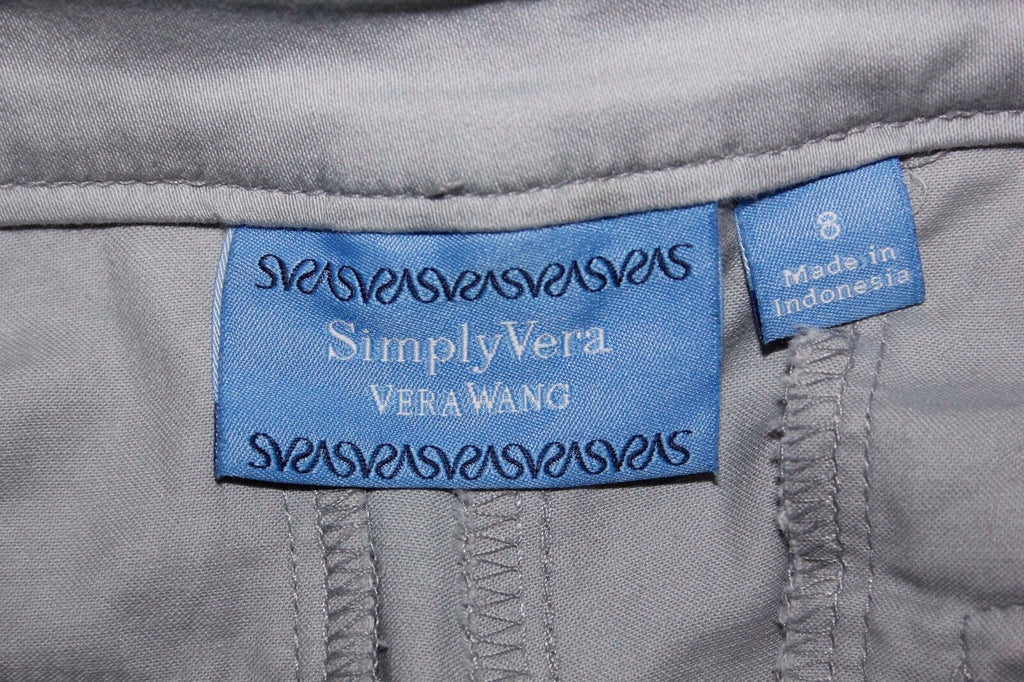 SimplyVera
VERA WANG
8
Made in
Indonesia